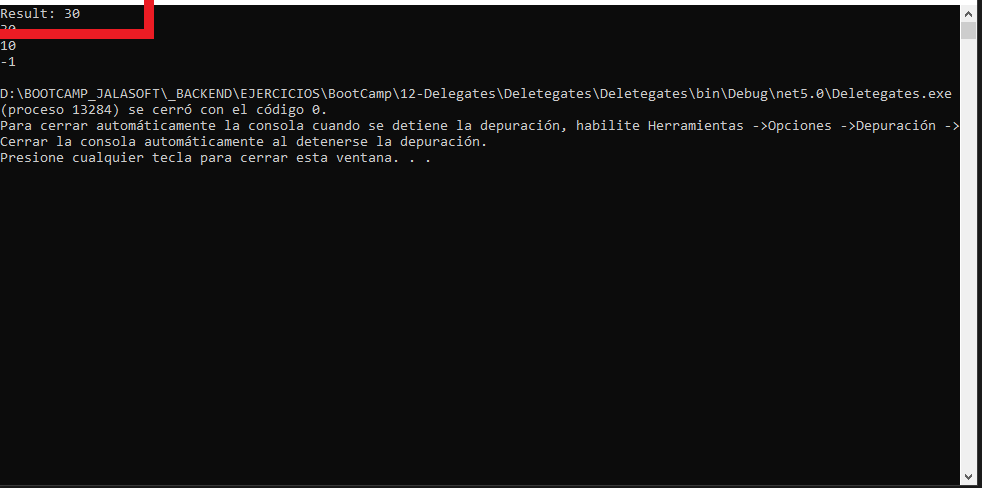 Result: 30
10
-1
D:\BOOTCAMP_JALASOFT\_BACKEND\EJERCICIOS\BootCamp\12-Delegates\Deletegates\Deletegates\bin\Debug\net5.0\Deletegates.exe
(proceso 13284) se cerró con el código 0.
Para cerrar automáticamente la consola cuando se detiene la depuración, habilite Herramientas ->Opciones ->Depuración ->
Cerrar la consola automáticamente al detenerse la depuración.
Presione cualquier tecla para cerrar esta ventana. . .